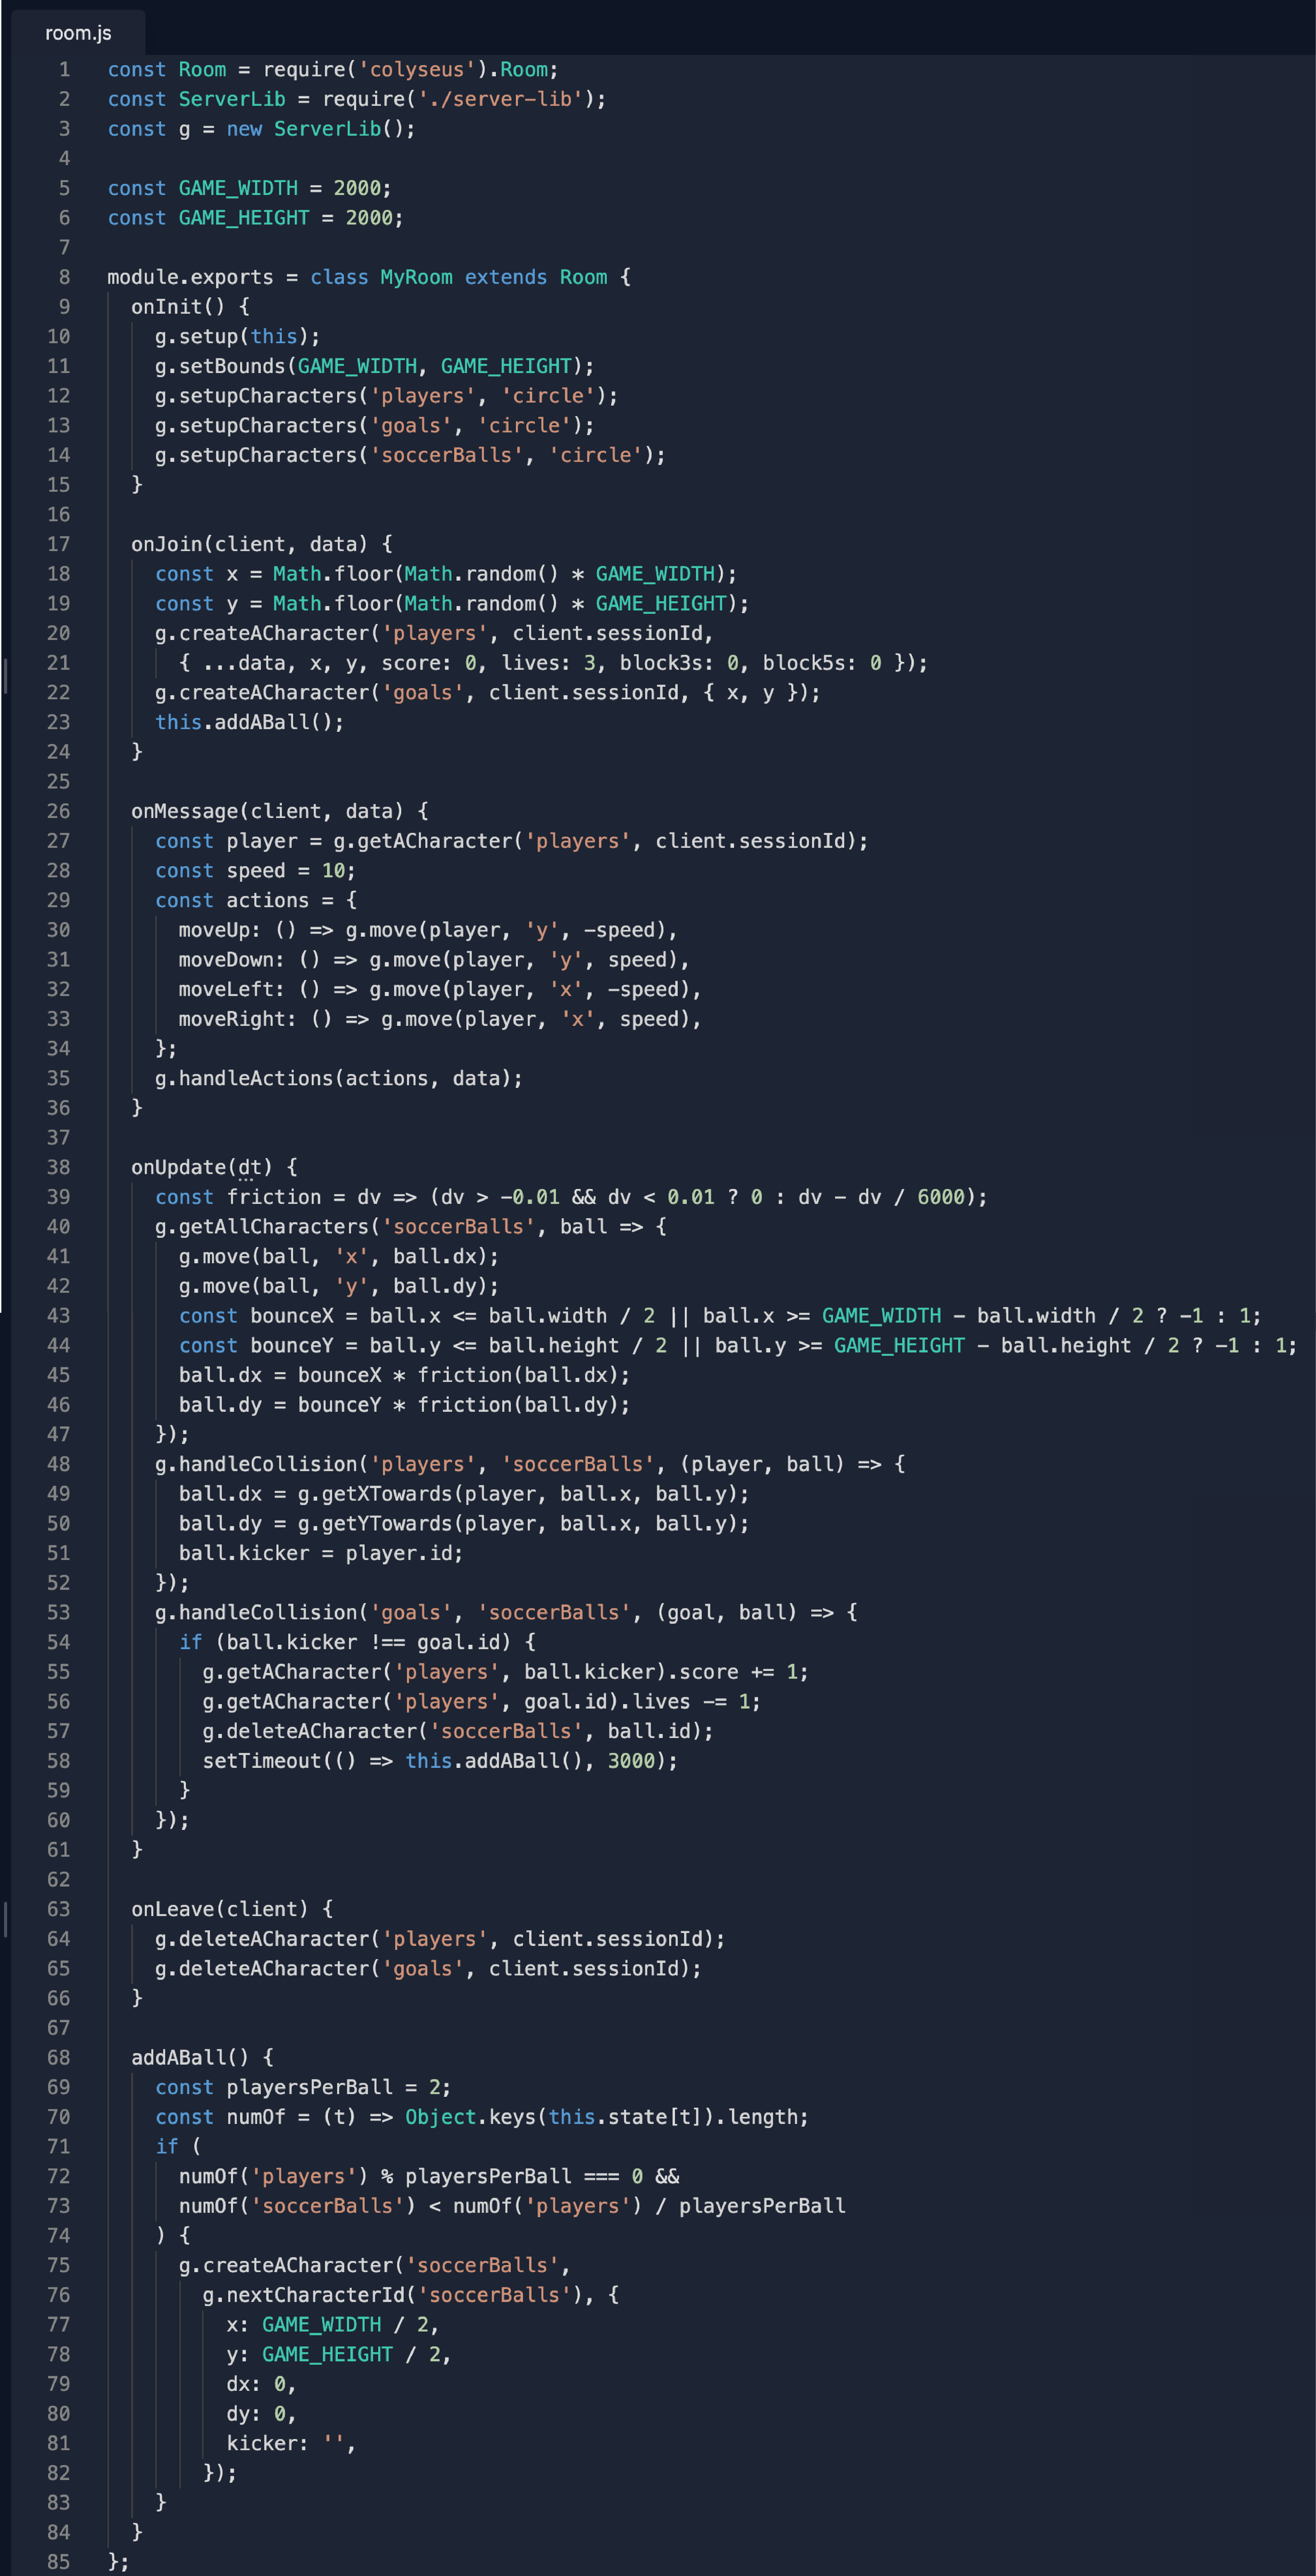 room.js
1 const Room = require('colyseus').Room;
2 const ServerLib = require('./server-lib');
3 const g = new ServerLib();
4
5 const GAME_WIDTH = 2000;
6 const GAME_HEIGHT = 2000;
7
8 module.exports = class MyRoom extends Room {
9   onInit() {
10     g.setup(this);
11     g.setBounds(GAME_WIDTH, GAME_HEIGHT);
12     g.setupCharacters('players', 'circle');
13     g.setupCharacters('goals', 'circle');
14     g.setupCharacters('soccerBalls', 'circle');
15   }
16
17   onJoin(client, data) {
18     const x = Math.floor(Math.random() * GAME_WIDTH);
19     const y = Math.floor(Math.random() * GAME_HEIGHT);
20     g.createACharacter('players', client.sessionId,
21       { ...data, x, y, score: 0, lives: 3, block3s: 0, block5s: 0 });
22     g.createACharacter('goals', client.sessionId, { x, y });
23     this.addABall();
24   }
25
26   onMessage(client, data) {
27     const player = g.getACharacter('players', client.sessionId);
28     const speed = 10;
29     const actions = {
30       moveUp: () => g.move(player, 'y', -speed),
31       moveDown: () => g.move(player, 'y', speed),
32       moveLeft: () => g.move(player, 'x', -speed),
33       moveRight: () => g.move(player, 'x', speed),
34     };
35     g.handleActions(actions, data);
36   }
37
38   onUpdate(dt) {
39     const friction = dv => (dv > -0.01 && dv < 0.01 ? 0 : dv - dv / 6000);
40     g.getAllCharacters('soccerBalls', ball => {
41       g.move(ball, 'x', ball.dx);
42       g.move(ball, 'y', ball.dy);
43       const bounceX = ball.x <= ball.width / 2 || ball.x >= GAME_WIDTH - ball.width / 2 ? -1 : 1;
44       const bounceY = ball.y <= ball.height / 2 || ball.y >= GAME_HEIGHT - ball.height / 2 ? -1 : 1;
45       ball.dx = bounceX * friction(ball.dx);
46       ball.dy = bounceY * friction(ball.dy);
47     });
48     g.handleCollision('players', 'soccerBalls', (player, ball) => {
49       ball.dx = g.getXTowards(player, ball.x, ball.y);
50       ball.dy = g.getYTowards(player, ball.x, ball.y);
51       ball.kicker = player.id;
52     });
53     g.handleCollision('goals', 'soccerBalls', (goal, ball) => {
54       if (ball.kicker !== goal.id) {
55         g.getACharacter('players', ball.kicker).score += 1;
56         g.getACharacter('players', goal.id).lives -= 1;
57         g.deleteACharacter('soccerBalls', ball.id);
58         setTimeout(() => this.addABall(), 3000);
59       }
60     });
61   }
62
63   onLeave(client) {
64     g.deleteACharacter('players', client.sessionId);
65     g.deleteACharacter('goals', client.sessionId);
66   }
67
68   addABall() {
69     const playersPerBall = 2;
70     const numOf = (t) => Object.keys(this.state[t]).length;
71     if (
72       numOf('players') % playersPerBall === 0 &&
73       numOf('soccerBalls') < numOf('players') / playersPerBall
74     ) {
75       g.createACharacter('soccerBalls',
76         g.nextCharacterId('soccerBalls'), {
77           x: GAME_WIDTH / 2,
78           y: GAME_HEIGHT / 2,
79           dx: 0,
80           dy: 0,
81           kicker: '',
82         });
83     }
84   }
85 };